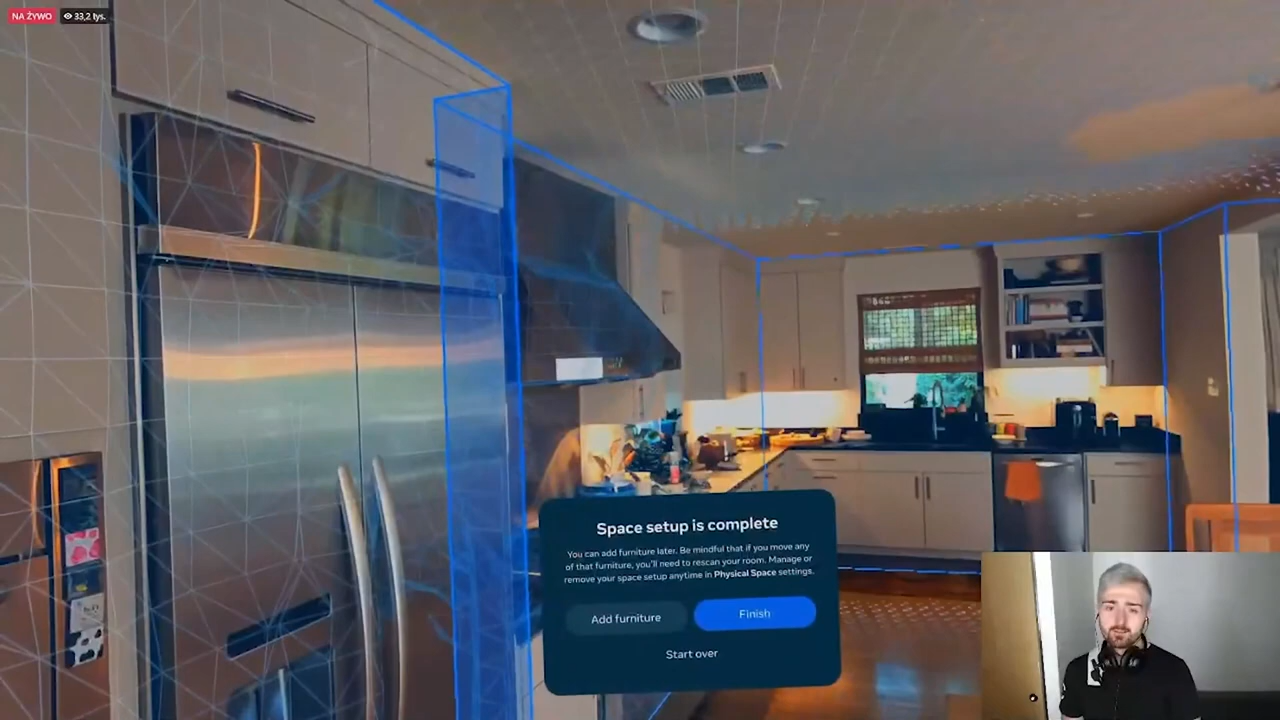 NA ŻYWO
33,2 tys.
Space setup is complete
You can add furniture later. Be mindful that if you move any
of that furniture, you'll need to rescan your room. Manage or
remove your space setup anytime in Physical Space settings.
Add furniture
Finish
Start over